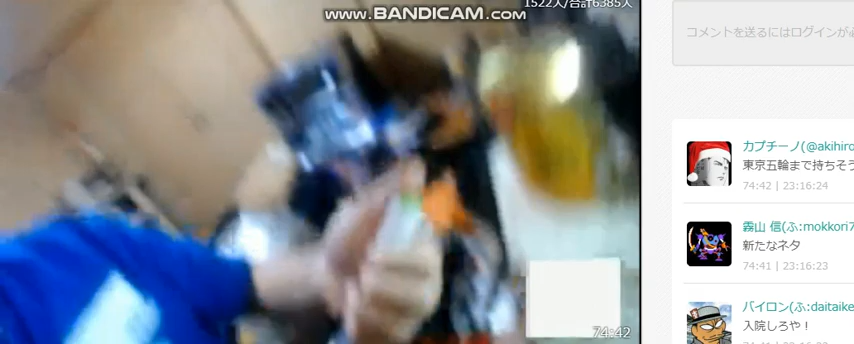 www.BANDICAM.com
1522人/合計6385人
74:42
コメントを送るにはログインが
カプチーノ(@akihiro
東京五輪まで持ちそう
74:42 | 23:16:24
霧山 信(ふ:mokkori7
新たなネタ
74:41 | 23:16:23
バイロン(ふ:daitaike
入院しろや！